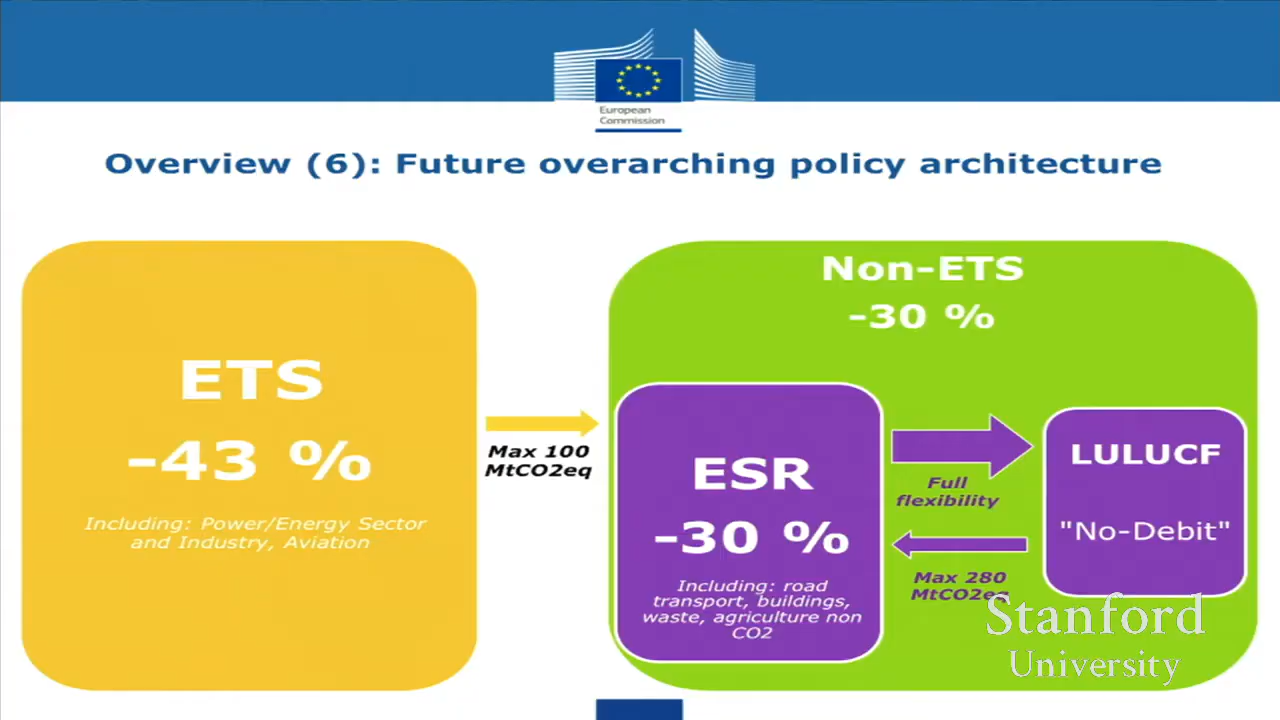 European
Commission
Overview (6): Future overarching policy architecture
ETS
-43 %
Including: Power/Energy Sector
and Industry, Aviation
Max 100
MtCO2eq
Non-ETS
-30 %
ESR
-30 %
Including: road
transport, buildings,
waste, agriculture non
CO2
Full
flexibility
Max 280
MtCO2eq
LULUCF
"No-Debit"
Stanford
University